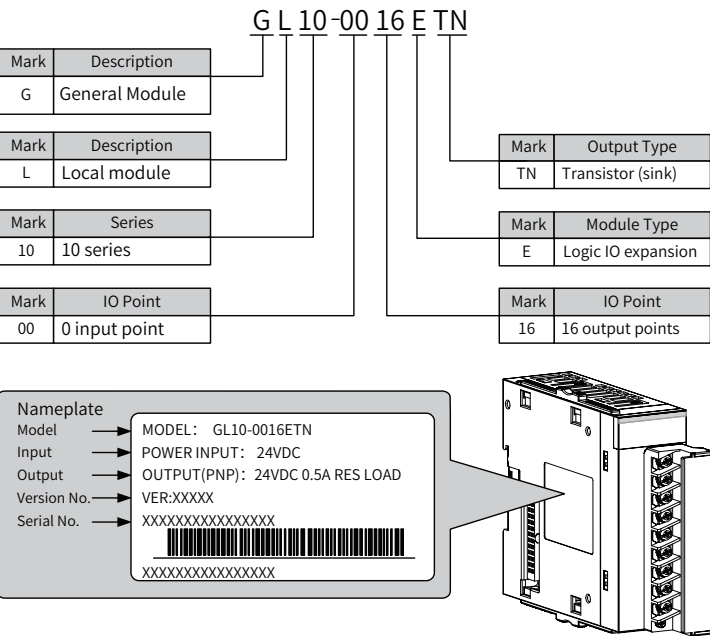 G L 10-00 16 E TN
Mark Description
G General Module
Mark Description
L Local module
Mark Series
10 10 series
Mark IO Point
00 0 input point
Mark Output Type
TN Transistor (sink)
Mark Module Type
E Logic IO expansion
Mark IO Point
16 16 output points
Nameplate
Model
Input
Output
Version No.
Serial No.
MODEL: GL10-0016ETN
POWER INPUT: 24VDC
OUTPUT(PNP): 24VDC 0.5A RES LOAD
VER:XXXXX
XXXXXXXXXXXXXXXX
XXXXXXXXXXXXXXXX